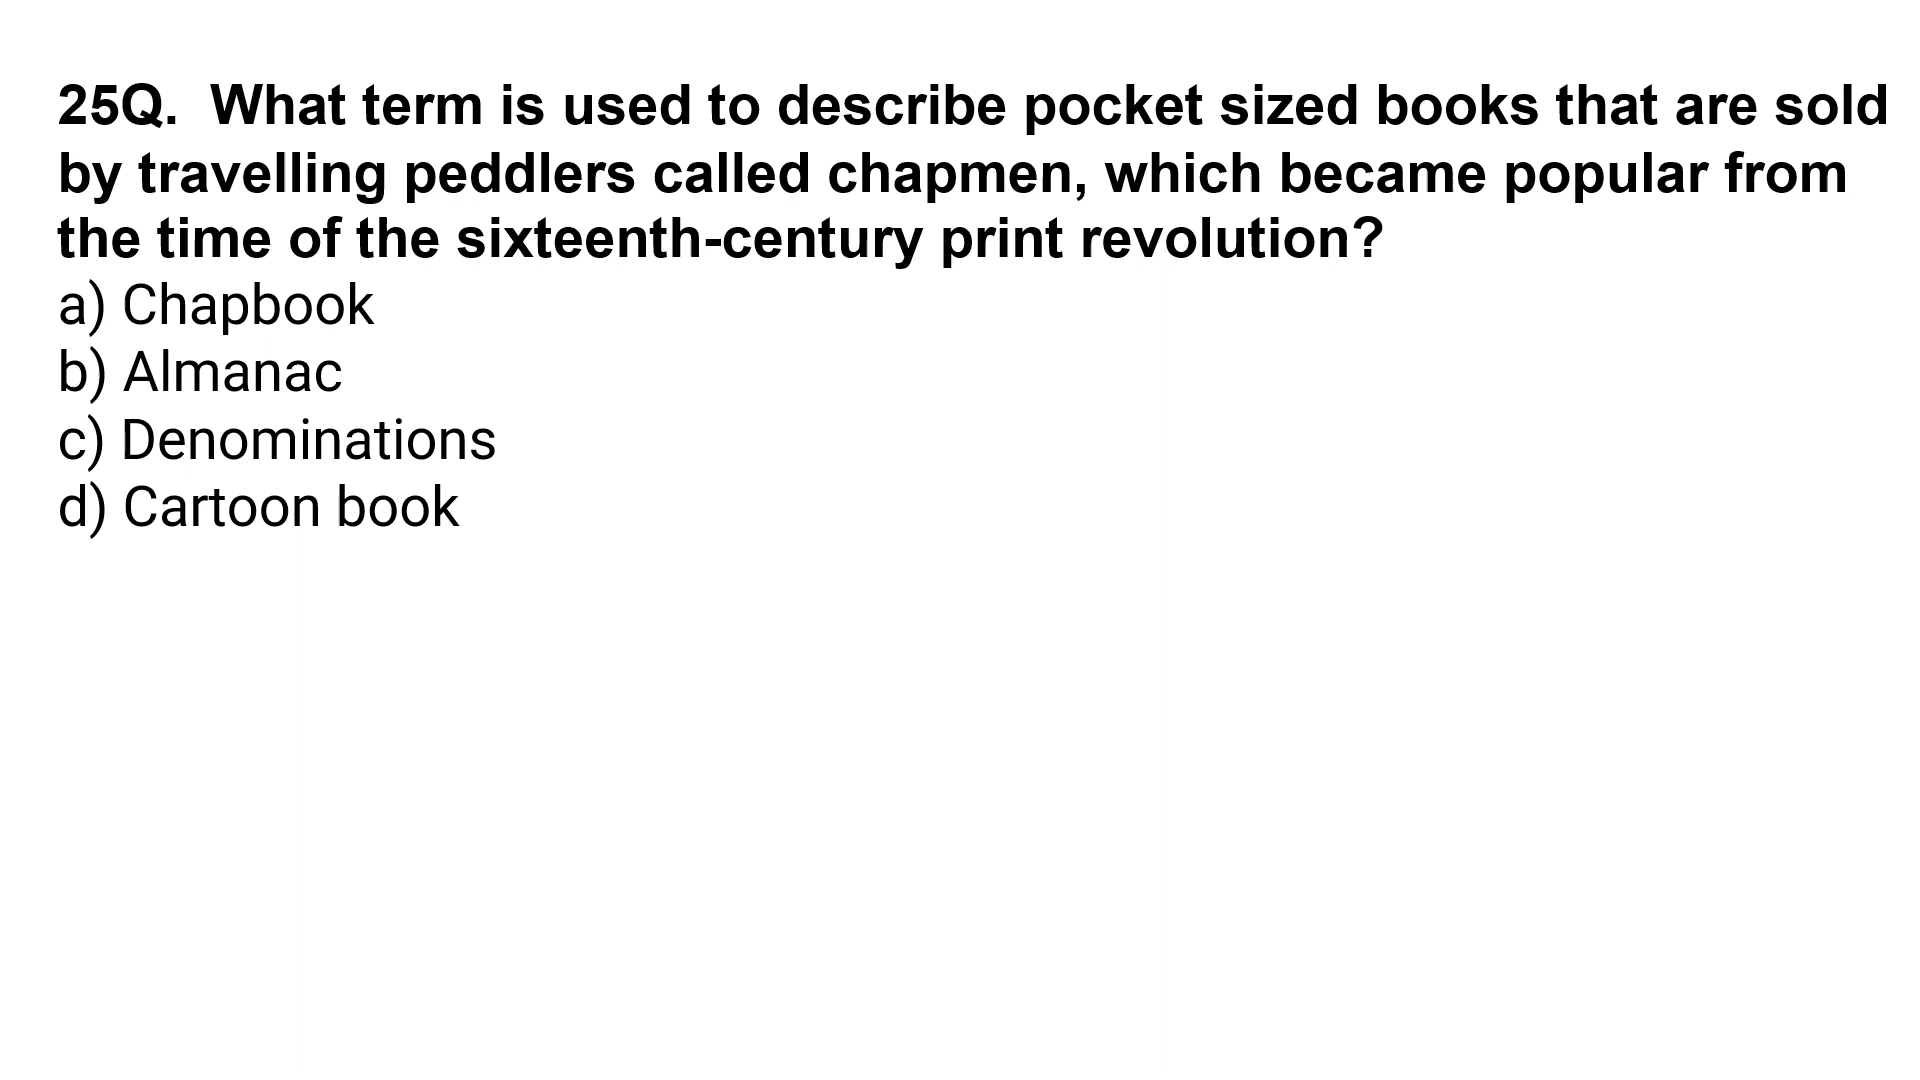 25Q.  What term is used to describe pocket sized books that are sold
by travelling peddlers called chapmen, which became popular from
the time of the sixteenth-century print revolution?
a) Chapbook
b) Almanac
c) Denominations
d) Cartoon book